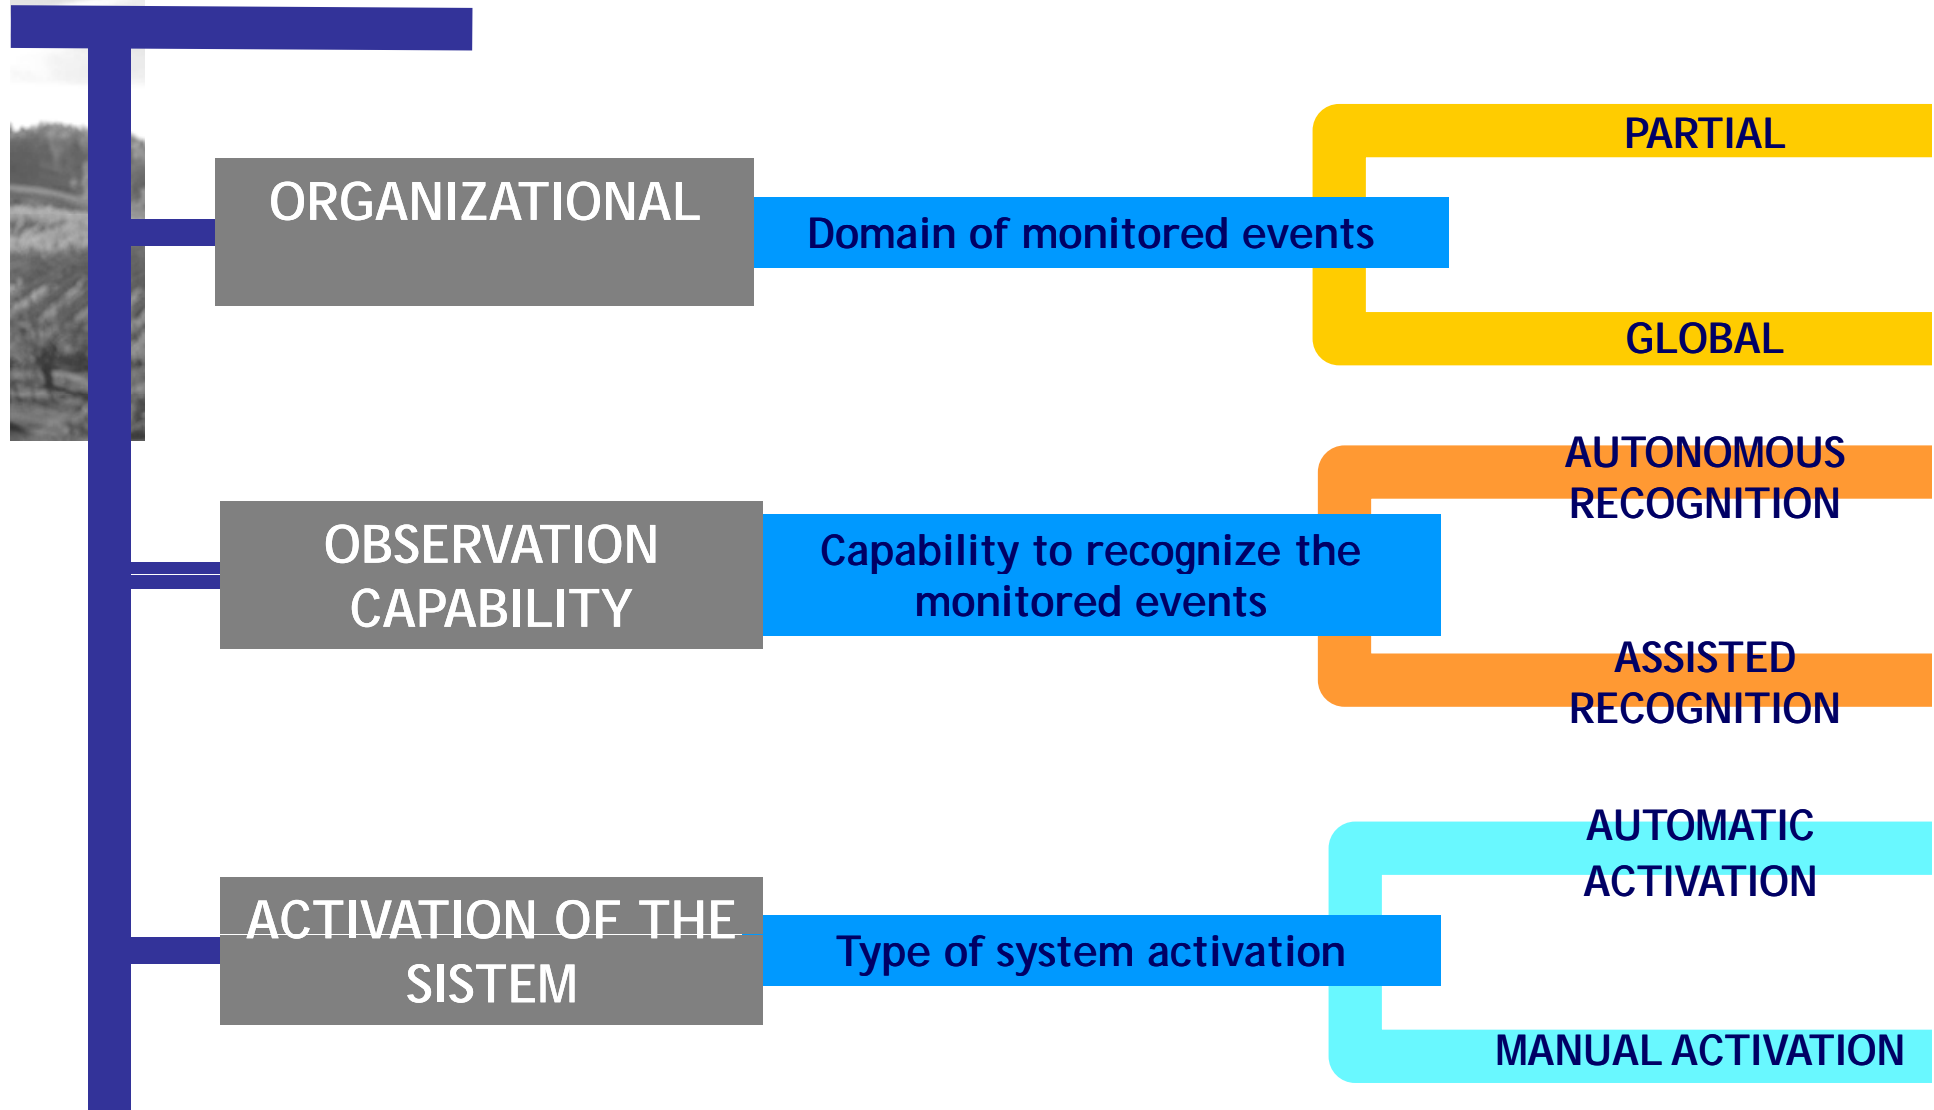 ORGANIZATIONAL
Domain of monitored events
PARTIAL
GLOBAL
OBSERVATION
CAPABILITY
Capability to recognize the
monitored events
AUTONOMOUS
RECOGNITION
ASSISTED
RECOGNITION
ACTIVATION OF THE
SISTEM
Type of system activation
AUTOMATIC
ACTIVATION
MANUAL ACTIVATION